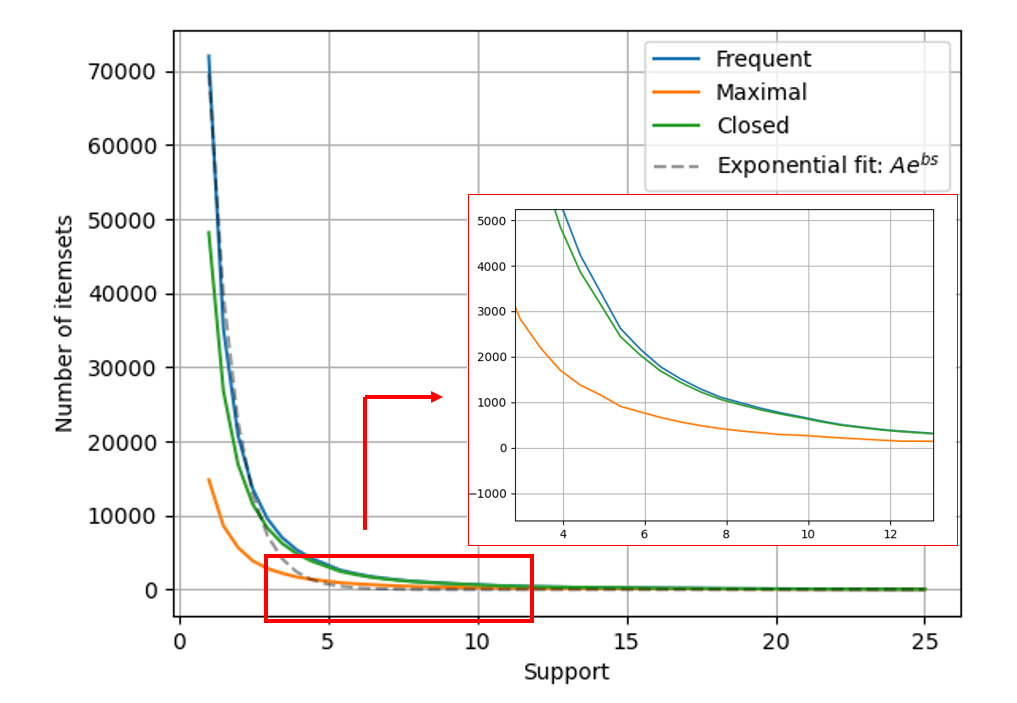 Number of itemsets
70000
60000
50000
40000
30000
20000
10000
0
0 5 10 15 20 25
Support
Frequent
Maximal
Closed
Exponential fit: Ae^{bs}
5000
4000
3000
2000
1000
0
−1000
4 6 8 10 12